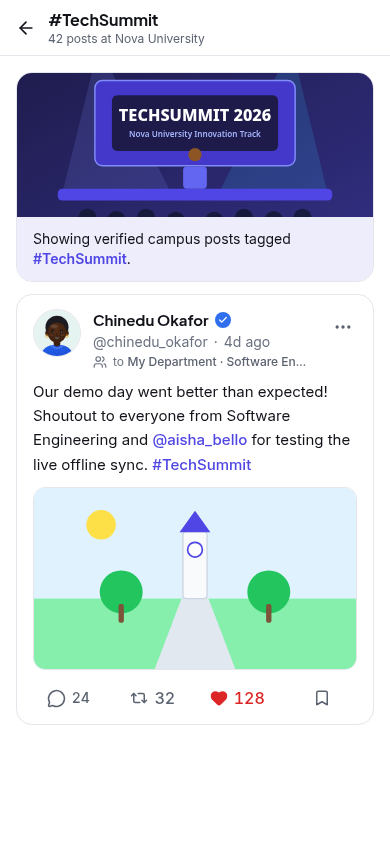 #TechSummit
42 posts at Nova University
TECHSUMMIT 2026
Nova University Innovation Track
Showing verified campus posts tagged
#TechSummit.
Chinedu Okafor
@chinedu_okafor · 4d ago
to My Department · Software En...
Our demo day went better than expected!
Shoutout to everyone from Software
Engineering and @aisha_bello for testing the
live offline sync. #TechSummit
24 32 128